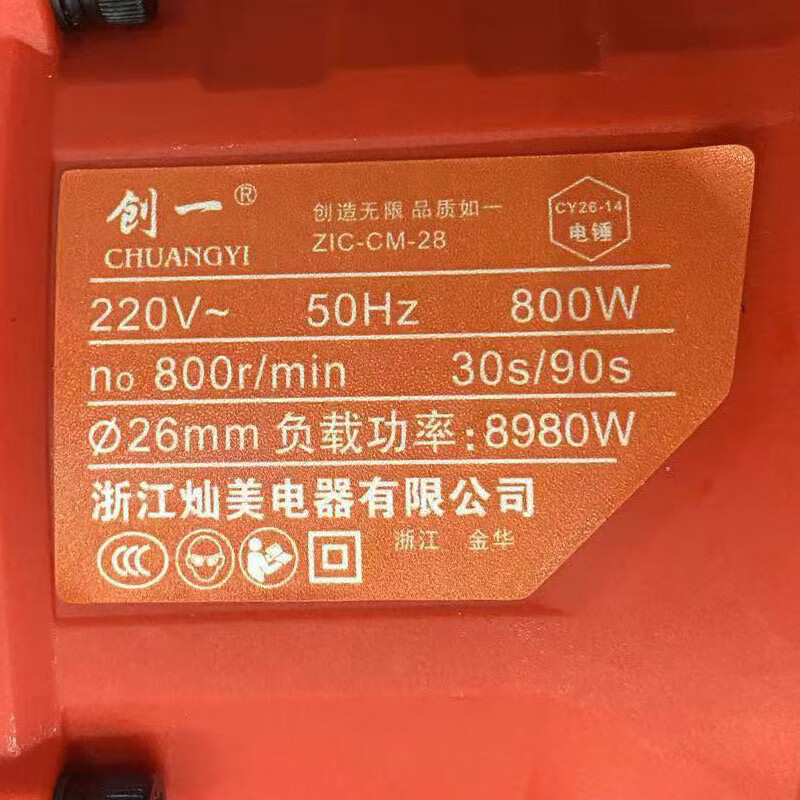 创一®
CHUANGYI
创造无限 品质如一
ZIC-CM-28
CY26-14
电锤
220V~ 50Hz 800W
no 800r/min 30s/90s
Ø26mm 负载功率:8980W
浙江灿美电器有限公司
CCC
浙江 金华